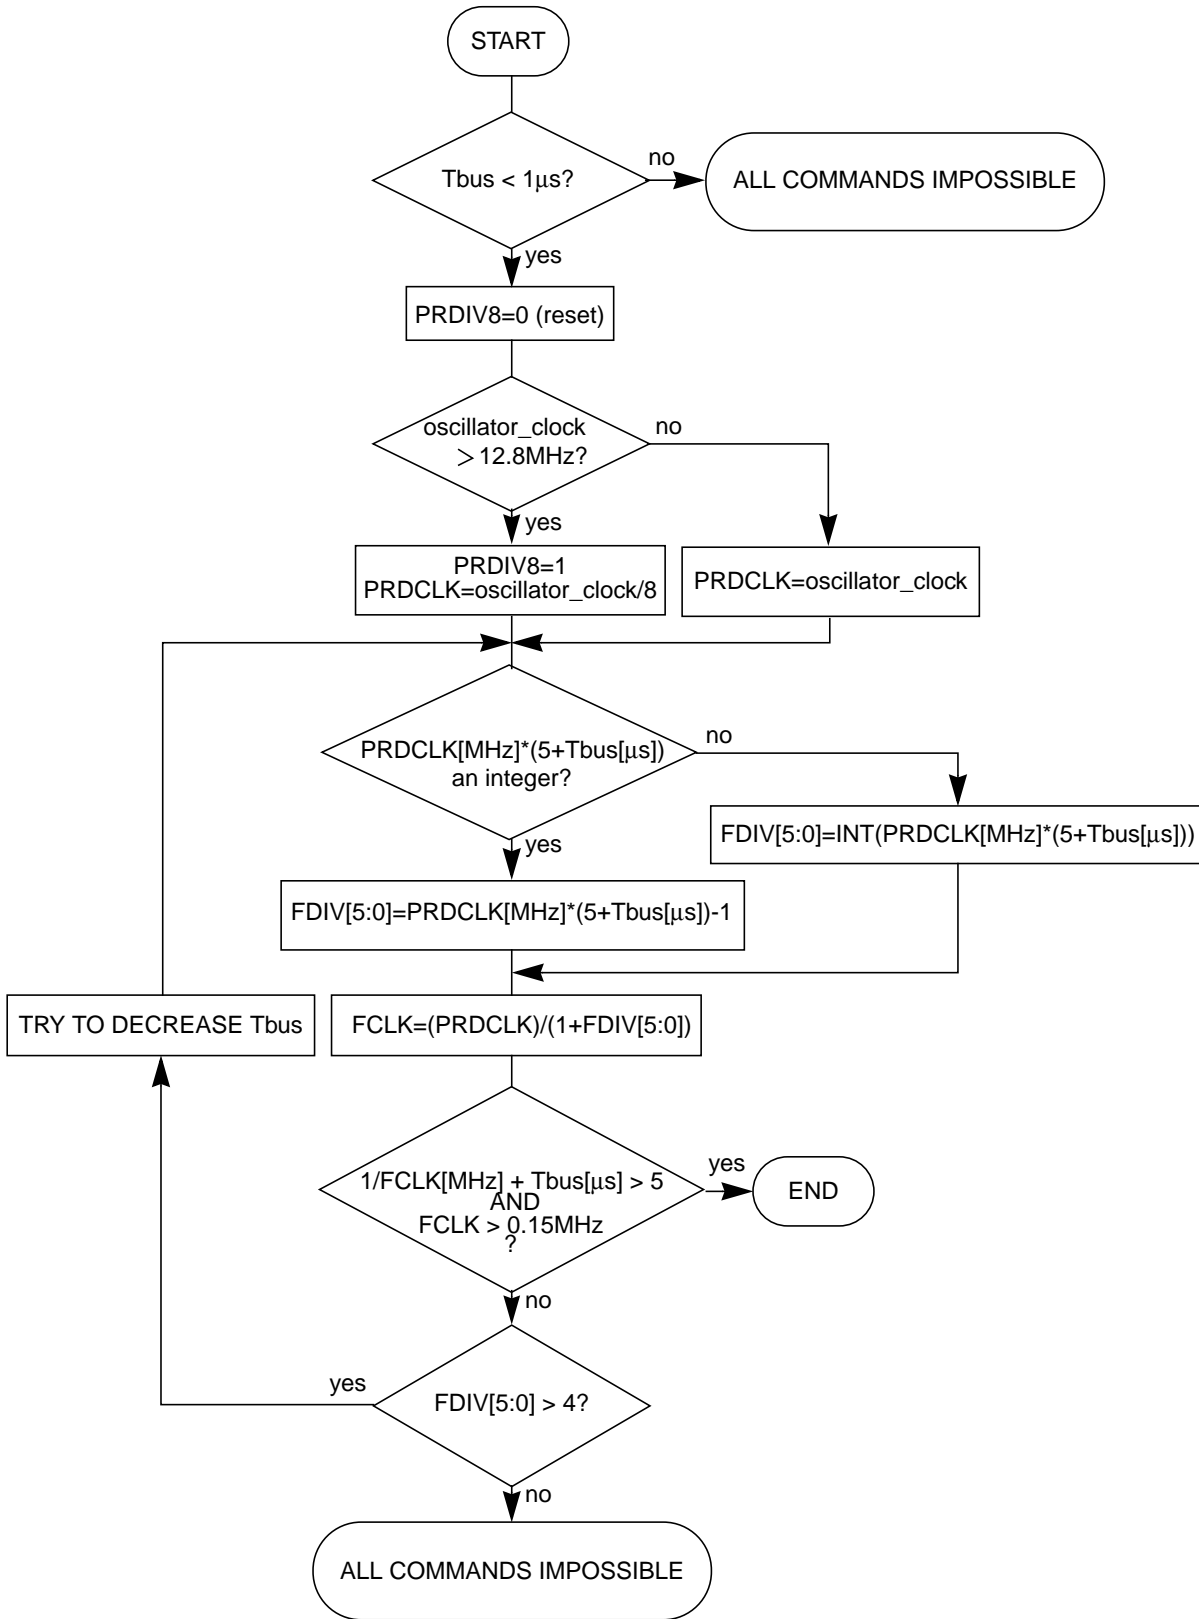 START
Tbus < 1μs?
no
ALL COMMANDS IMPOSSIBLE
yes
PRDIV8=0 (reset)
oscillator_clock
> 12.8MHz?
no
yes
PRDIV8=1
PRDCLK=oscillator_clock/8
PRDCLK=oscillator_clock
PRDCLK[MHz]*(5+Tbus[μs])
an integer?
no
yes
FDIV[5:0]=INT(PRDCLK[MHz]*(5+Tbus[μs]))
FDIV[5:0]=PRDCLK[MHz]*(5+Tbus[μs])-1
TRY TO DECREASE Tbus
FCLK=(PRDCLK)/(1+FDIV[5:0])
1/FCLK[MHz] + Tbus[μs] > 5
AND
FCLK > 0.15MHz
?
yes
END
no
yes
FDIV[5:0] > 4?
no
ALL COMMANDS IMPOSSIBLE